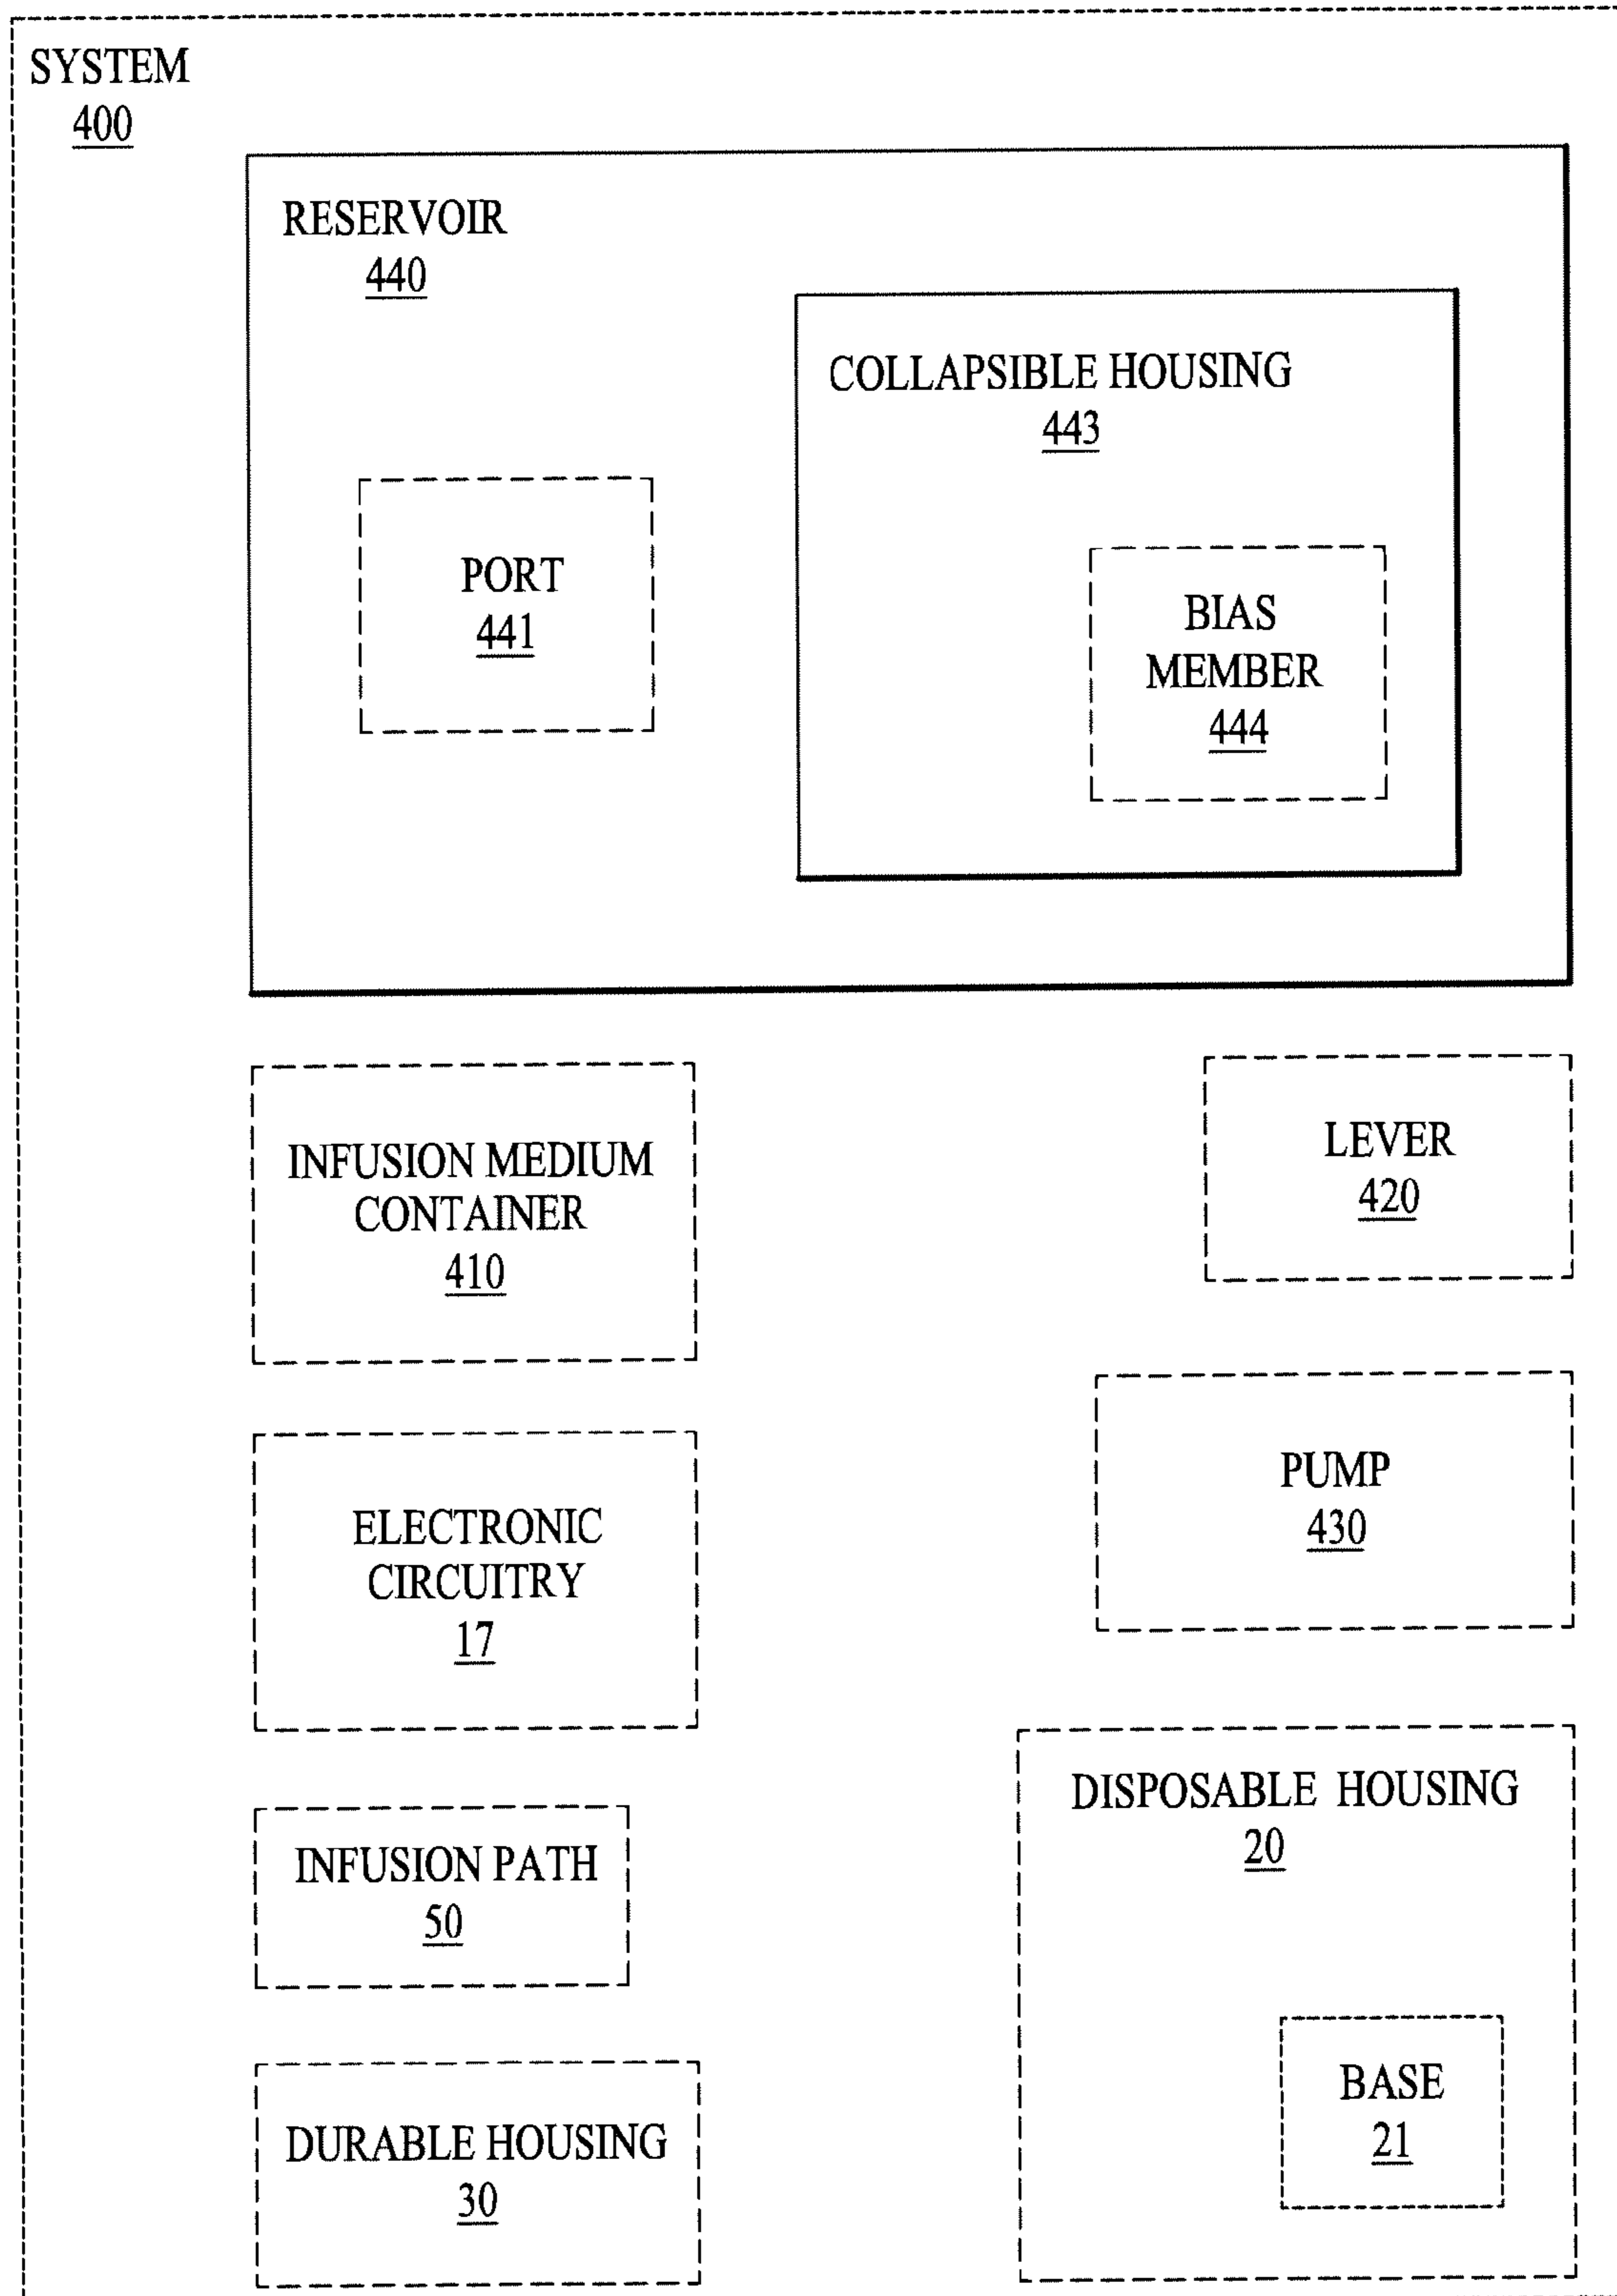 SYSTEM
400
RESERVOIR
440
COLLAPSIBLE HOUSING
443
PORT
441
BIAS
MEMBER
444
INFUSION MEDIUM
CONTAINER
410
LEVER
420
ELECTRONIC
CIRCUITRY
17
PUMP
430
INFUSION PATH
50
DISPOSABLE HOUSING
20
DURABLE HOUSING
30
BASE
21